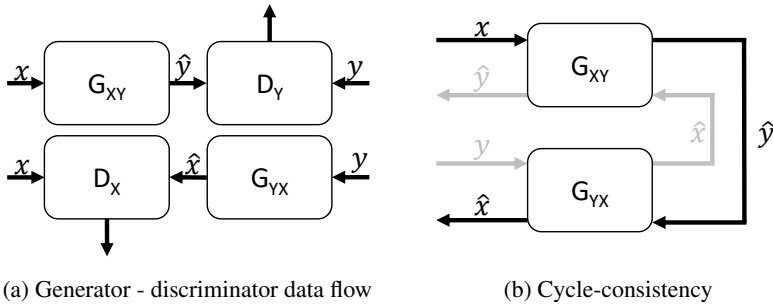 x G_XY ŷ D_Y y
x D_X x̂ G_YX y
(a) Generator - discriminator data flow
x G_XY
ŷ
x̂ ŷ
y
G_YX
x̂
(b) Cycle-consistency